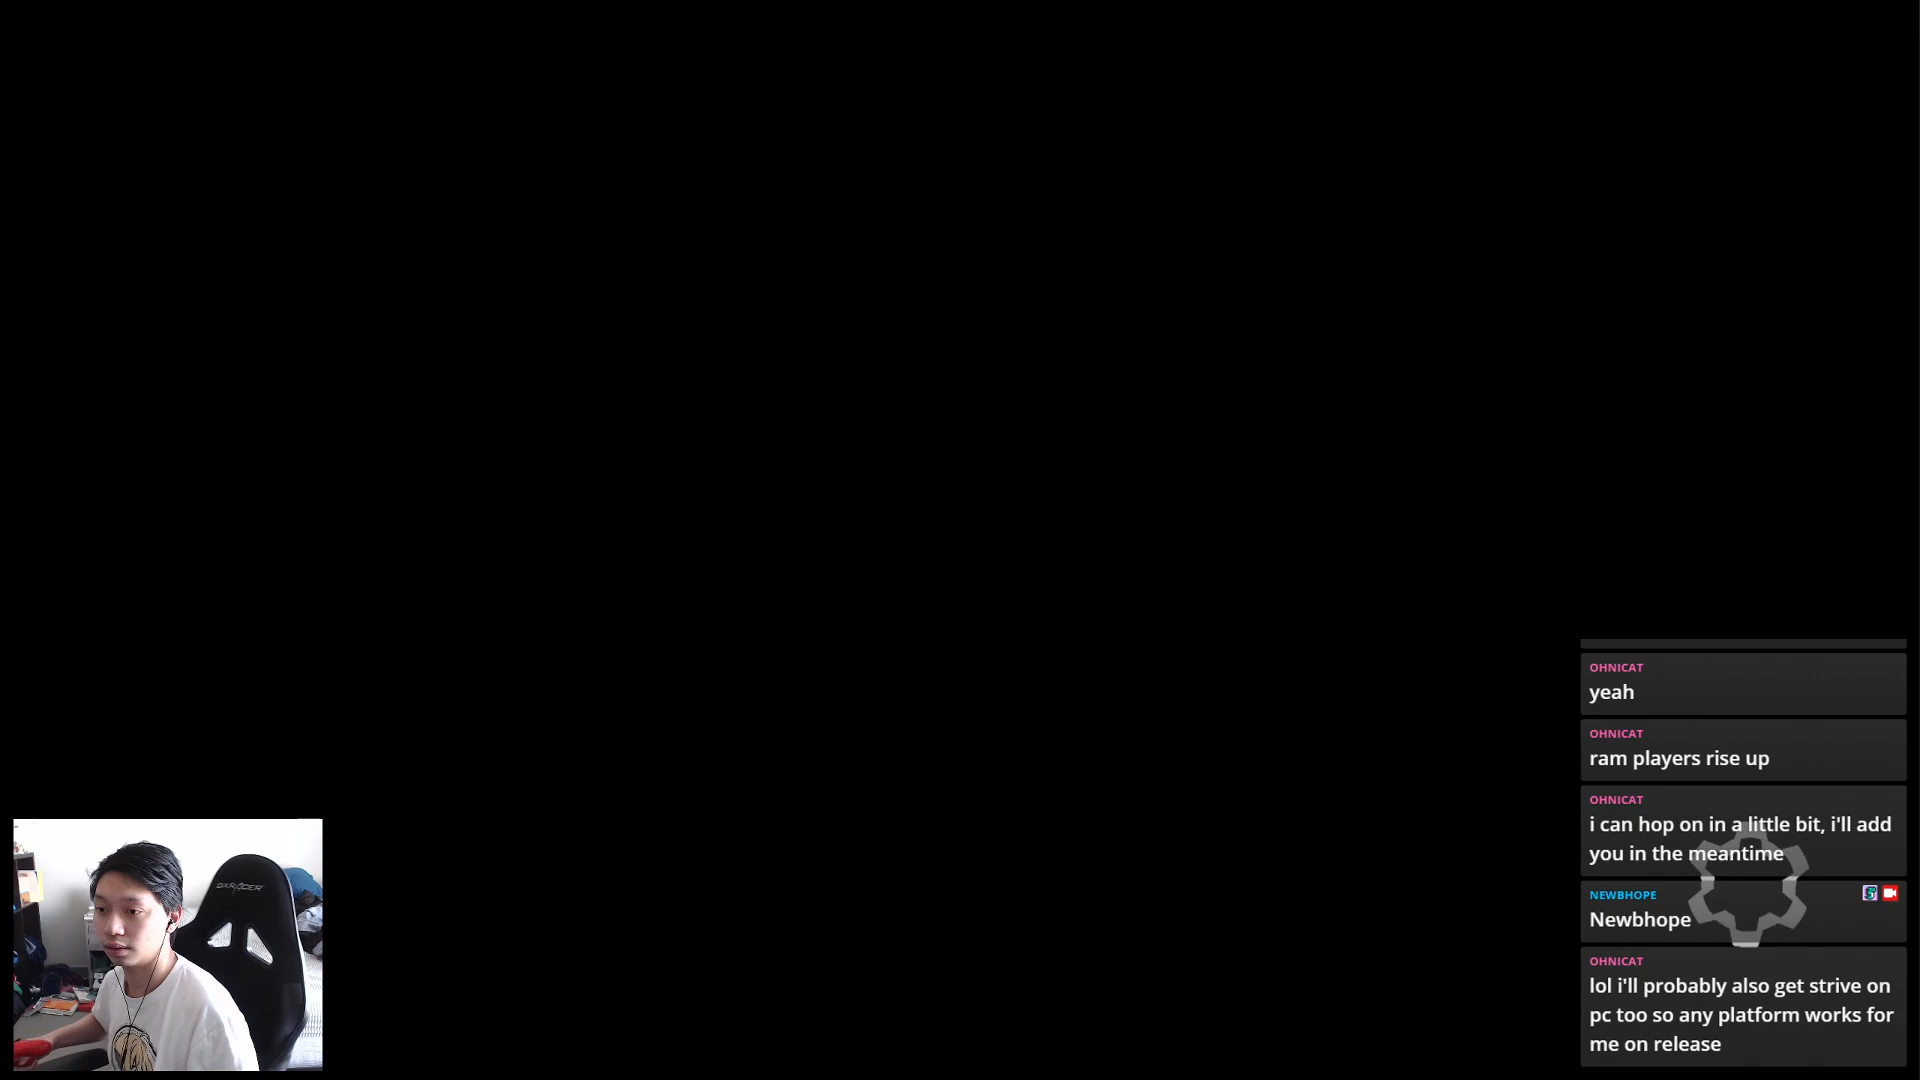 OHNICAT
yeah
OHNICAT
ram players rise up
OHNICAT
i can hop on in a little bit, i'll add
you in the meantime
NEWBHOPE
Newbhope
OHNICAT
lol i'll probably also get strive on
pc too so any platform works for
me on release
DXRACER